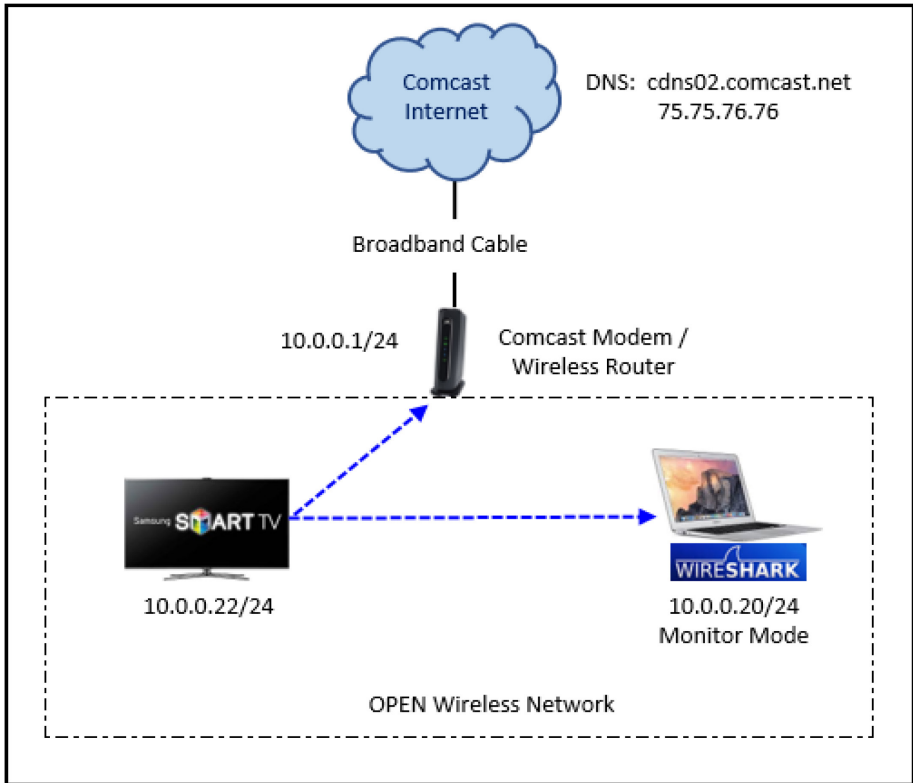 Comcast
Internet
DNS: cdns02.comcast.net
75.75.76.76
Broadband Cable
10.0.0.1/24
Comcast Modem /
Wireless Router
Samsung SMART TV
WIRESHARK
10.0.0.22/24
10.0.0.20/24
Monitor Mode
OPEN Wireless Network